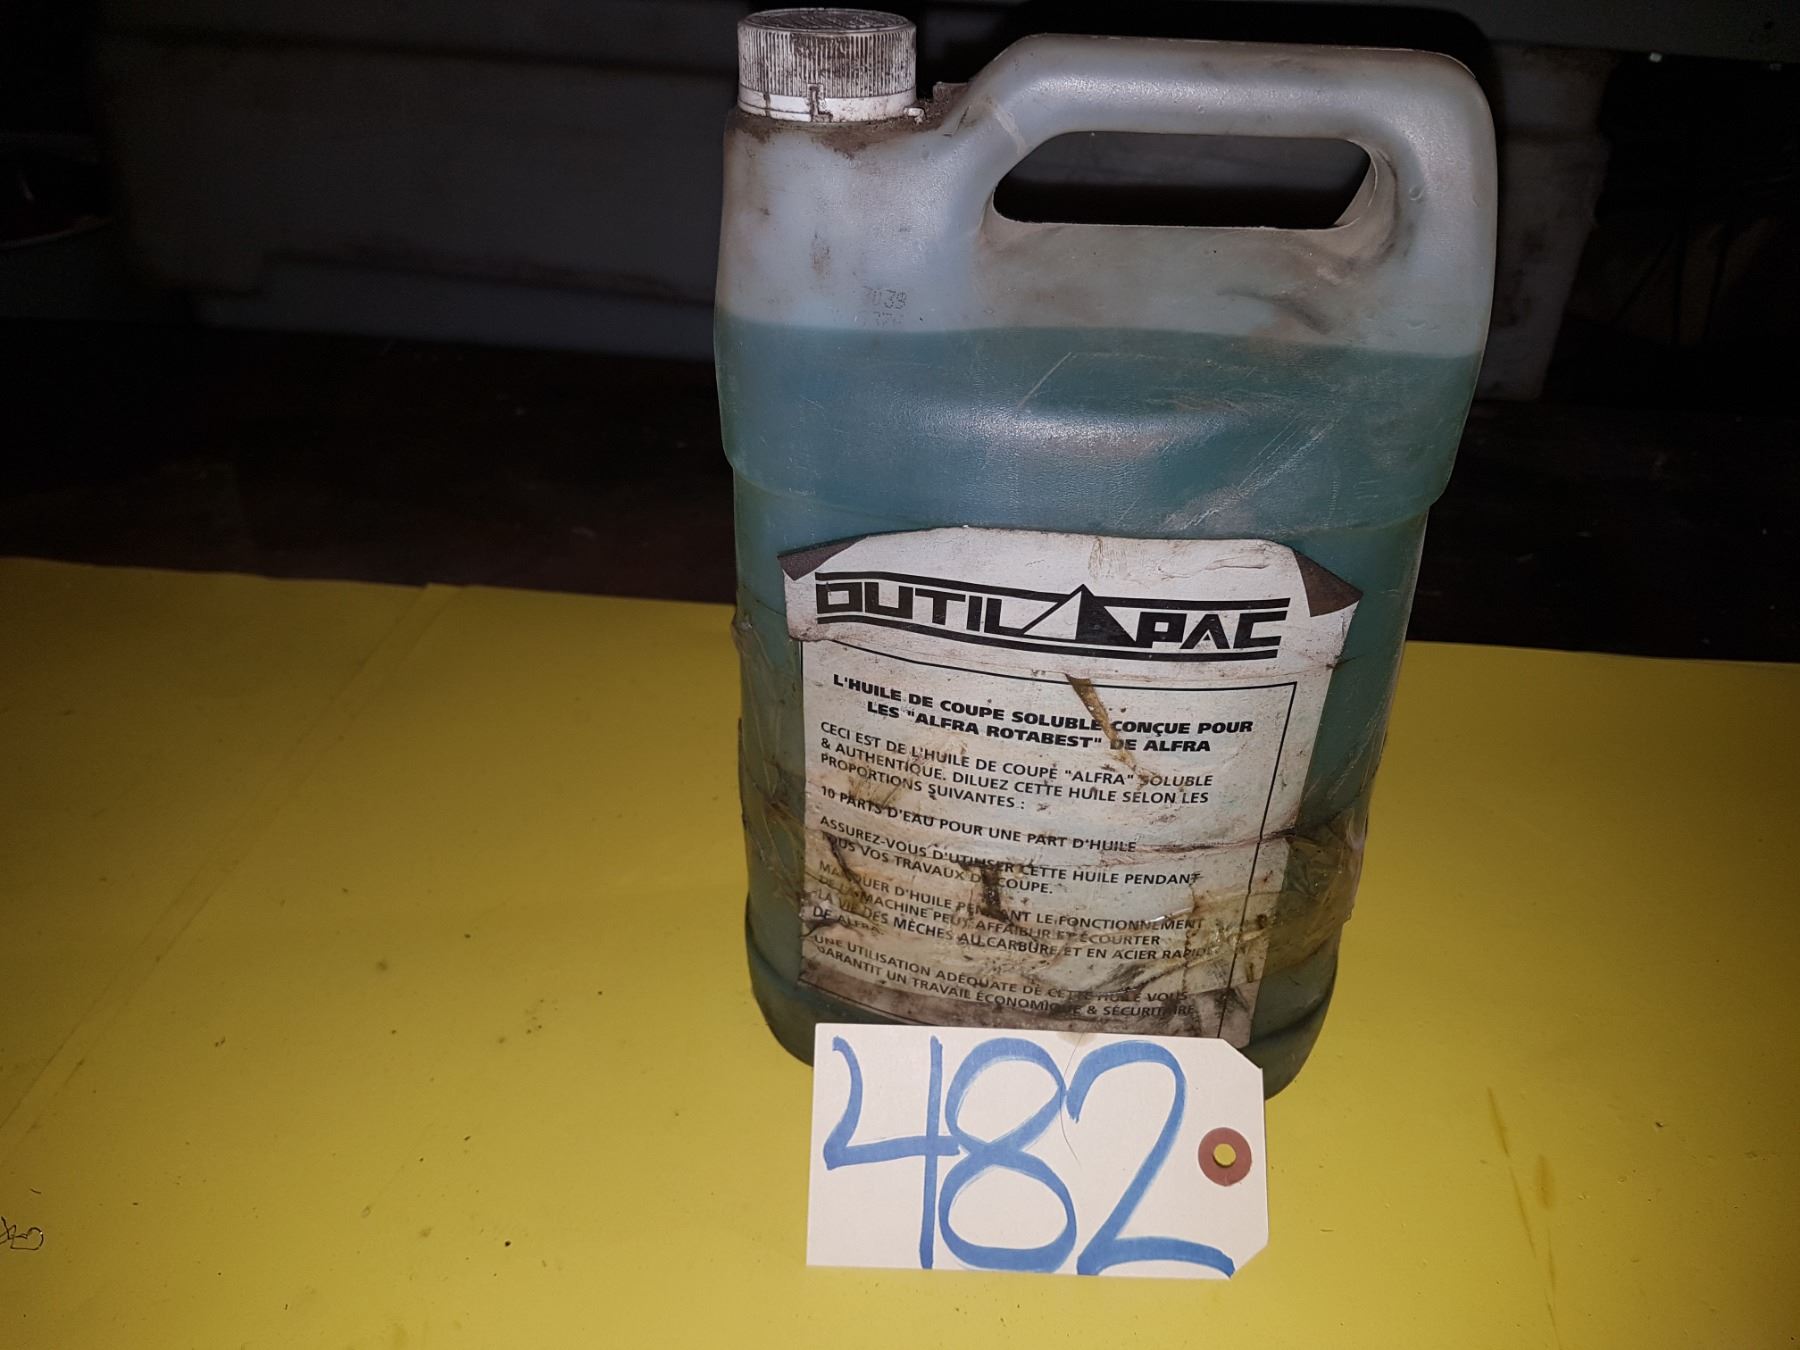 OUTIL PAC
L'HUILE DE COUPE SOLUBLE CONÇUE POUR
LES "ALFRA ROTABEST" DE ALFRA
CECI EST DE L'HUILE DE COUPE "ALFRA" SOLUBLE
& AUTHENTIQUE. DILUEZ CETTE HUILE SELON LES
PROPORTIONS SUIVANTES :
10 PARTS D'EAU POUR UNE PART D'HUILE
ASSUREZ-VOUS D'UTILISER CETTE HUILE PENDANT
TOUS VOS TRAVAUX DE COUPE.
MANQUER D'HUILE PENDANT LE FONCTIONNEMENT
DE LA MACHINE PEUT AFFAIBLIR ET ÉCOURTER
LA VIE DES MÈCHES AU CARBURE ET EN ACIER RAPIDE
DE ALFRA.
UNE UTILISATION ADÉQUATE DE CETTE HUILE VOUS
GARANTIT UN TRAVAIL ÉCONOMIQUE & SÉCURITAIRE
482